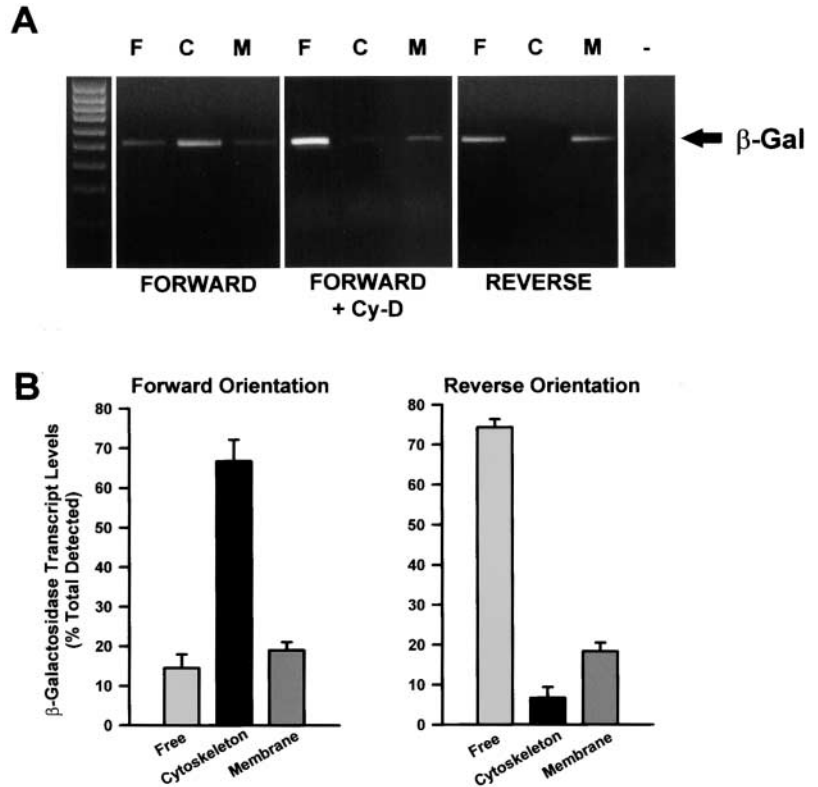 A
F C M F C M F C M -
β-Gal
FORWARD FORWARD + Cy-D REVERSE
B
Forward Orientation
β-Galactosidase Transcript Levels
(% Total Detected)
80
70
60
50
40
30
20
10
0
Free
Cytoskeleton
Membrane
Reverse Orientation
80
70
60
50
40
30
20
10
0
Free
Cytoskeleton
Membrane